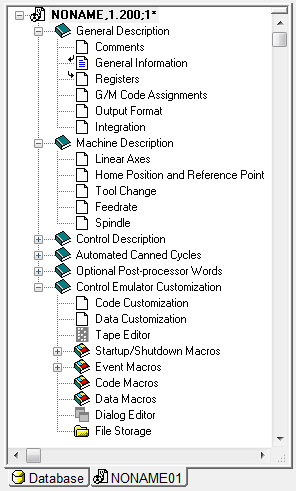 NONAME,1.200;1*
General Description
Comments
General Information
Registers
G/M Code Assignments
Output Format
Integration
Machine Description
Linear Axes
Home Position and Reference Point
Tool Change
Feedrate
Spindle
Control Description
Automated Canned Cycles
Optional Post-processor Words
Control Emulator Customization
Code Customization
Data Customization
Tape Editor
Startup/Shutdown Macros
Event Macros
Code Macros
Data Macros
Dialog Editor
File Storage
Database NONAME01